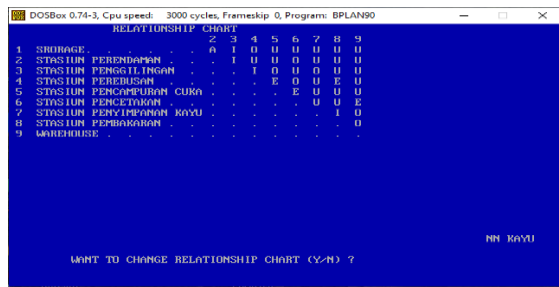 DOSBox 0.74-3, Cpu speed: 3000 cycles, Frameskip 0, Program: BPLAN90
RELATIONSHIP CHART
2 3 4 5 6 7 8 9
1 SRORAGE. . . . . . A I O U U U U U
2 STASIUN PERENDAMAN . . . I U U O U U U
3 STASIUN PENGGILINGAN . . . I O U O U U
4 STASIUN PEREBUSAN . . . . . E O U E U
5 STASIUN PENCAMPURAN CUKA . . . . E U U U
6 STASIUN PENCETAKAN . . . . . . U U E
7 STASIUN PENYIMPANAN KAYU . . . . . . I O
8 STASIUN PEMBAKARAN . . . . . . . . O
9 WAREHOUSE . . . . . . . . . .
NN KAYU
WANT TO CHANGE RELATIONSHIP CHART (Y/N) ?